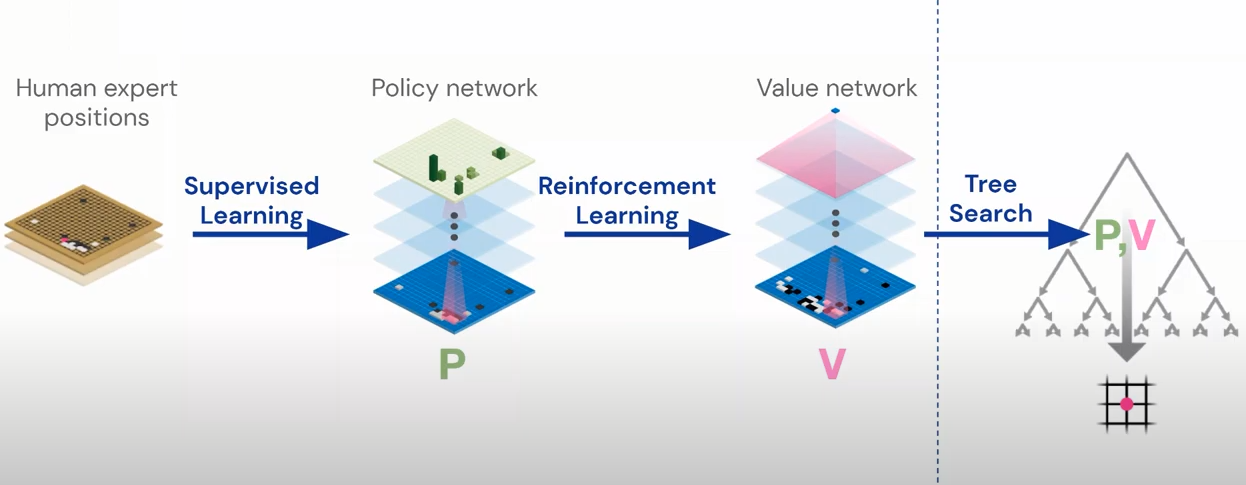 Human expert
positions
Supervised
Learning
Policy network
P
Reinforcement
Learning
Value network
V
Tree
Search
P,V